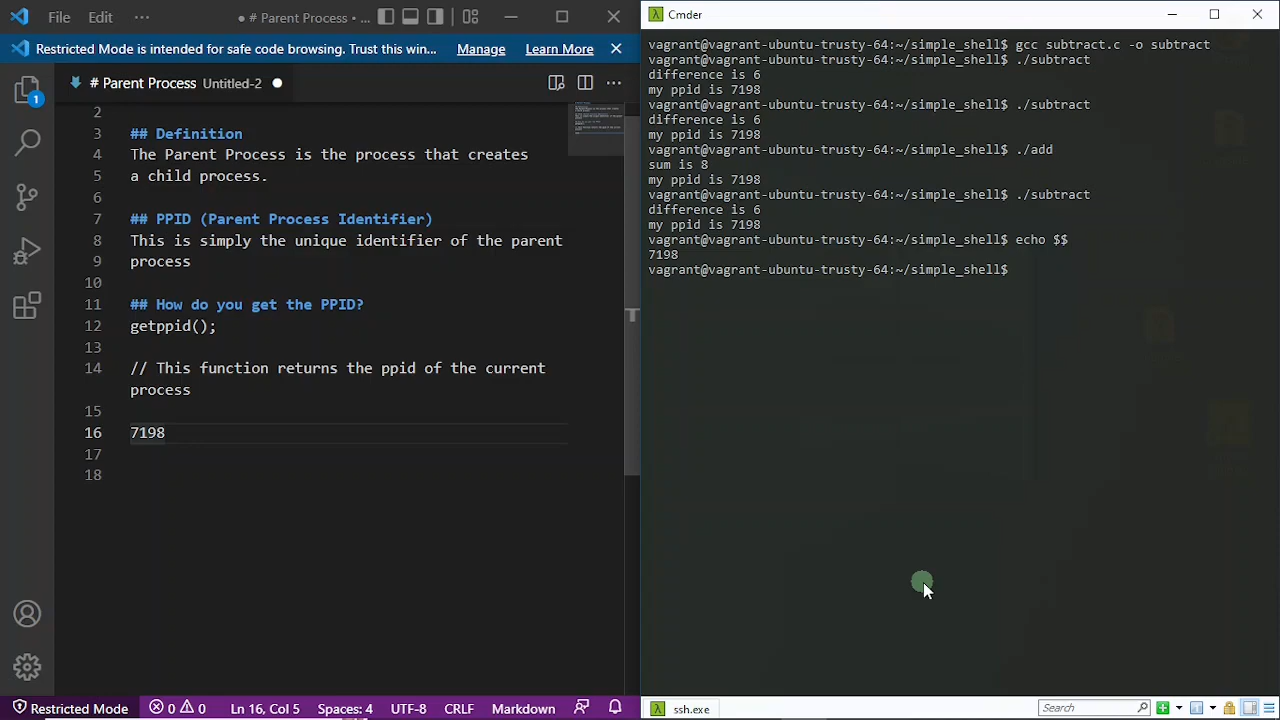 File Edit ··· # Parent Process •
Restricted Mode is intended for safe code browsing. Trust this win... Manage Learn More
1
# Parent Process Untitled-2
2
3 ## Definition
4 The Parent Process is the process that creates
5 a child process.
6
7 ## PPID (Parent Process Identifier)
8 This is simply the unique identifier of the parent
9 process
10
11 ## How do you get the PPID?
12 getppid();
13
14 // This function returns the ppid of the current
process
15
16 7198
17
18
Restricted Mode 0 0 Ln 16, Col 5 Spaces: 4 UTF-8 CRLF Markdown
Cmder
vagrant@vagrant-ubuntu-trusty-64:~/simple_shell$ gcc subtract.c -o subtract
vagrant@vagrant-ubuntu-trusty-64:~/simple_shell$ ./subtract
difference is 6
my ppid is 7198
vagrant@vagrant-ubuntu-trusty-64:~/simple_shell$ ./subtract
difference is 6
my ppid is 7198
vagrant@vagrant-ubuntu-trusty-64:~/simple_shell$ ./add
sum is 8
my ppid is 7198
vagrant@vagrant-ubuntu-trusty-64:~/simple_shell$ ./subtract
difference is 6
my ppid is 7198
vagrant@vagrant-ubuntu-trusty-64:~/simple_shell$ echo $$
7198
vagrant@vagrant-ubuntu-trusty-64:~/simple_shell$
ssh.exe Search